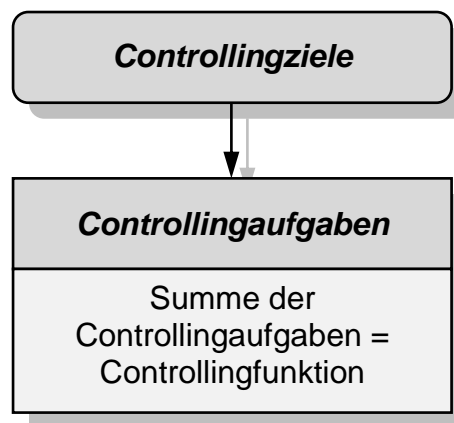 Controllingziele
Controllingaufgaben
Summe der
Controllingaufgaben =
Controllingfunktion